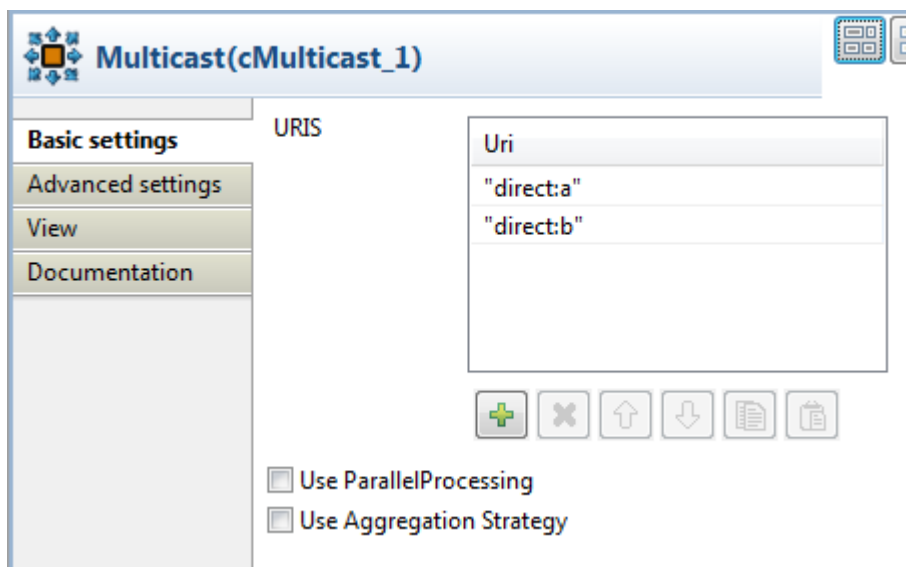 Multicast(cMulticast_1)
Basic settings
Advanced settings
View
Documentation
URIS
Uri
"direct:a"
"direct:b"
Use ParallelProcessing
Use Aggregation Strategy